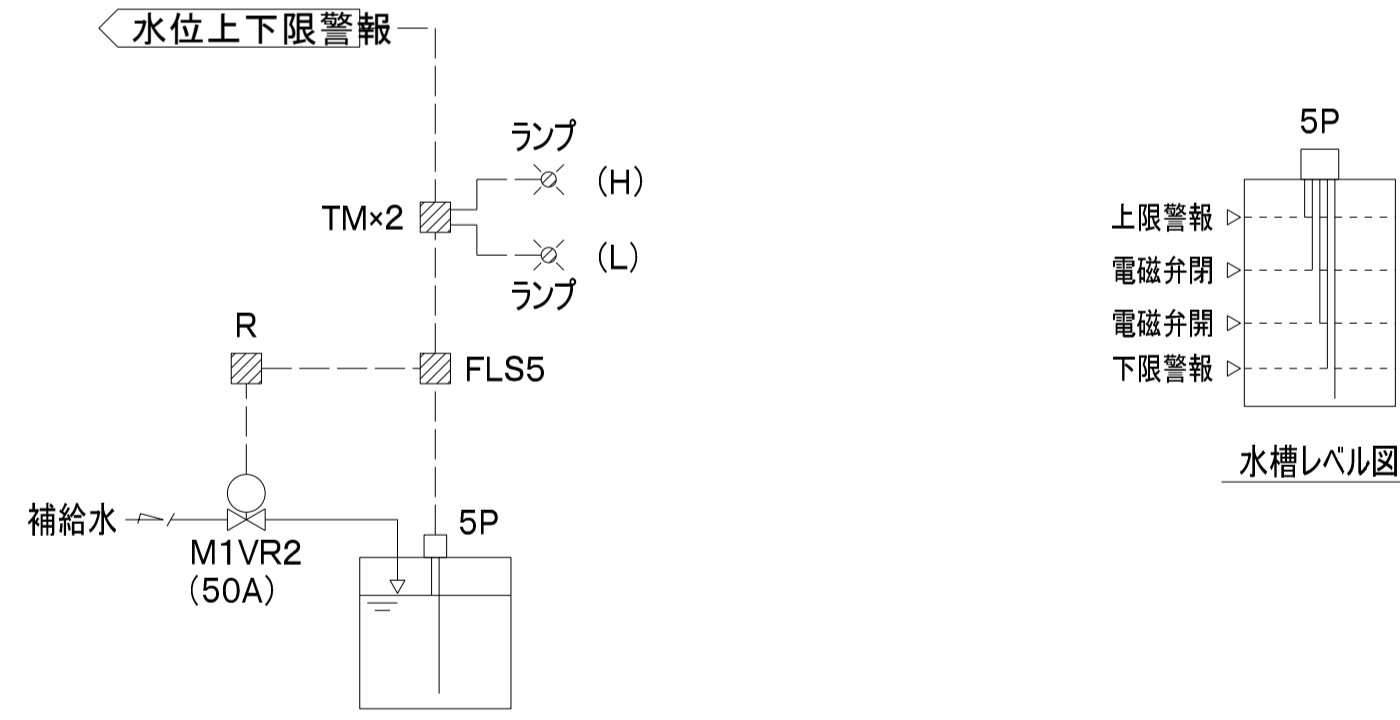 水位上下限警報
ランプ
(H)
TM×2
(L)
ランプ
R
FLS5
補給水
M1VR2
(50A)
5P
5P
上限警報
電磁弁閉
電磁弁開
下限警報
水槽レベル図